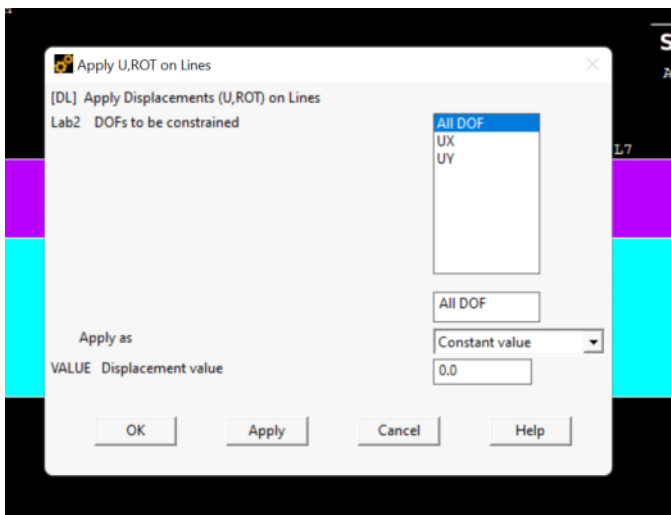 S
A
Apply U,ROT on Lines
[DL] Apply Displacements (U,ROT) on Lines
Lab2 DOFs to be constrained
All DOF
UX
UY
L7
All DOF
Apply as
Constant value
VALUE Displacement value
0.0
OK Apply Cancel Help